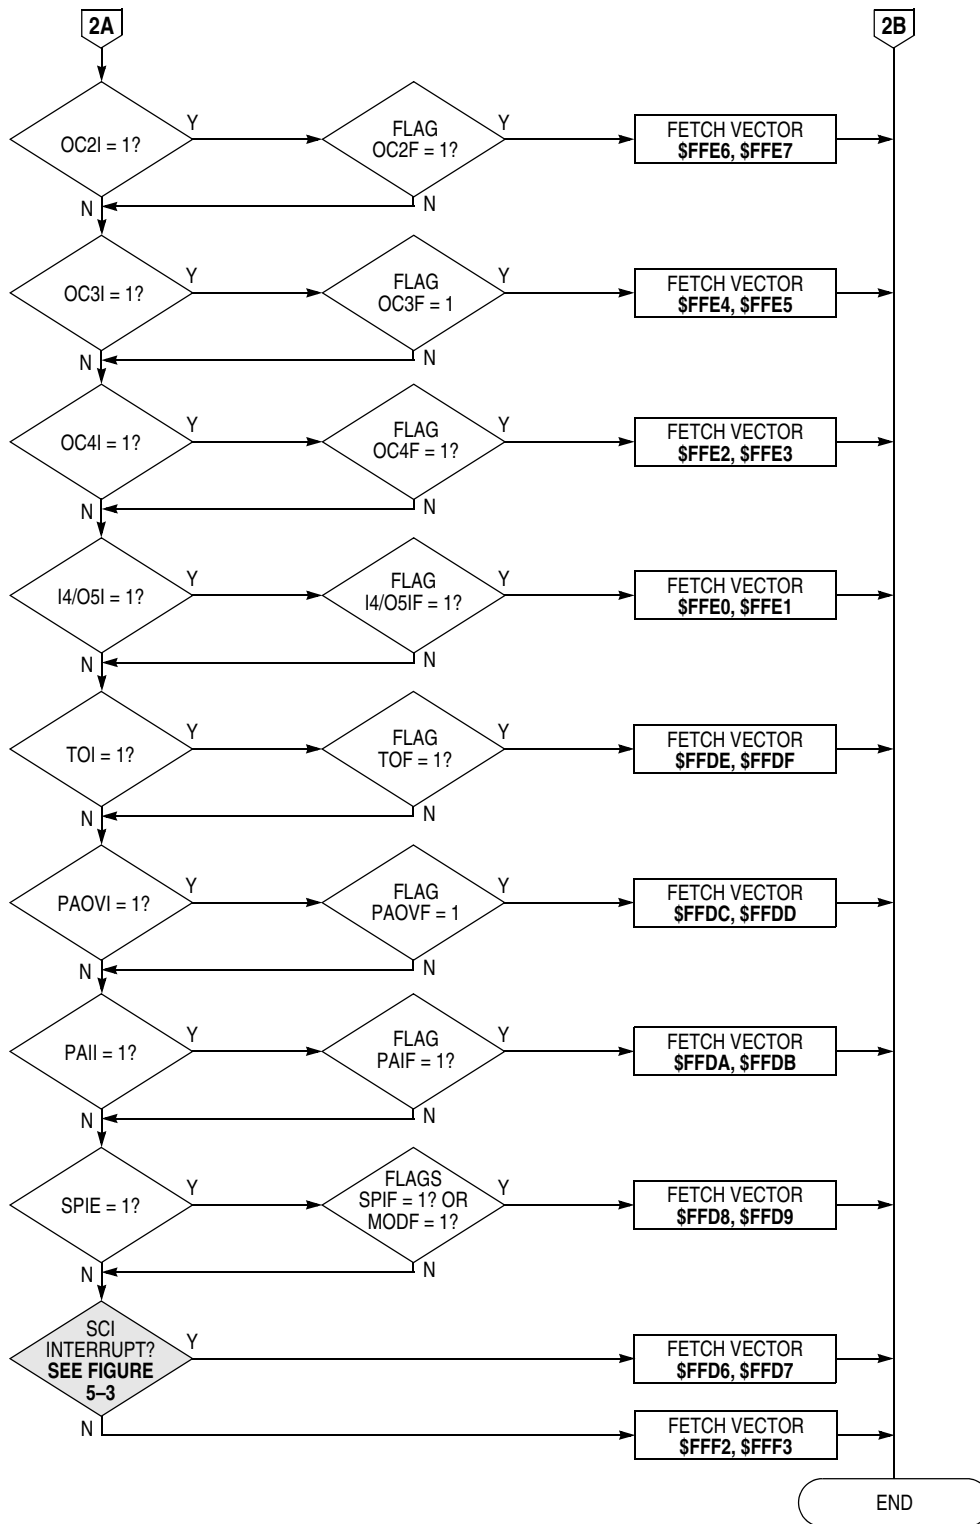 2A
2B
OC2I = 1?
Y
FLAG
OC2F = 1?
Y
FETCH VECTOR
$FFE6, $FFE7
N
N
OC3I = 1?
Y
FLAG
OC3F = 1
Y
FETCH VECTOR
$FFE4, $FFE5
N
N
OC4I = 1?
Y
FLAG
OC4F = 1?
Y
FETCH VECTOR
$FFE2, $FFE3
N
N
I4/O5I = 1?
Y
FLAG
I4/O5IF = 1?
Y
FETCH VECTOR
$FFE0, $FFE1
N
N
TOI = 1?
Y
FLAG
TOF = 1?
Y
FETCH VECTOR
$FFDE, $FFDF
N
N
PAOVI = 1?
Y
FLAG
PAOVF = 1
Y
FETCH VECTOR
$FFDC, $FFDD
N
N
PAII = 1?
Y
FLAG
PAIF = 1?
Y
FETCH VECTOR
$FFDA, $FFDB
N
N
SPIE = 1?
Y
FLAGS
SPIF = 1? OR
MODF = 1?
Y
FETCH VECTOR
$FFD8, $FFD9
N
N
SCI
INTERRUPT?
SEE FIGURE
5–3
Y
FETCH VECTOR
$FFD6, $FFD7
N
FETCH VECTOR
$FFF2, $FFF3
END